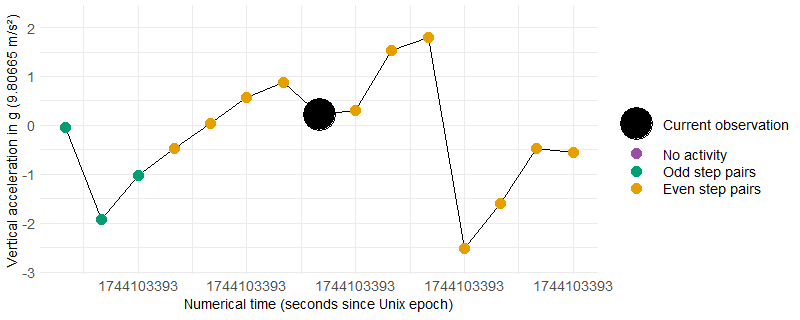 Vertical acceleration in g (9.80665 m/s²)
2
1
0
-1
-2
-3
1744103393 1744103393 1744103393 1744103393 1744103393
Numerical time (seconds since Unix epoch)
Current observation
No activity
Odd step pairs
Even step pairs